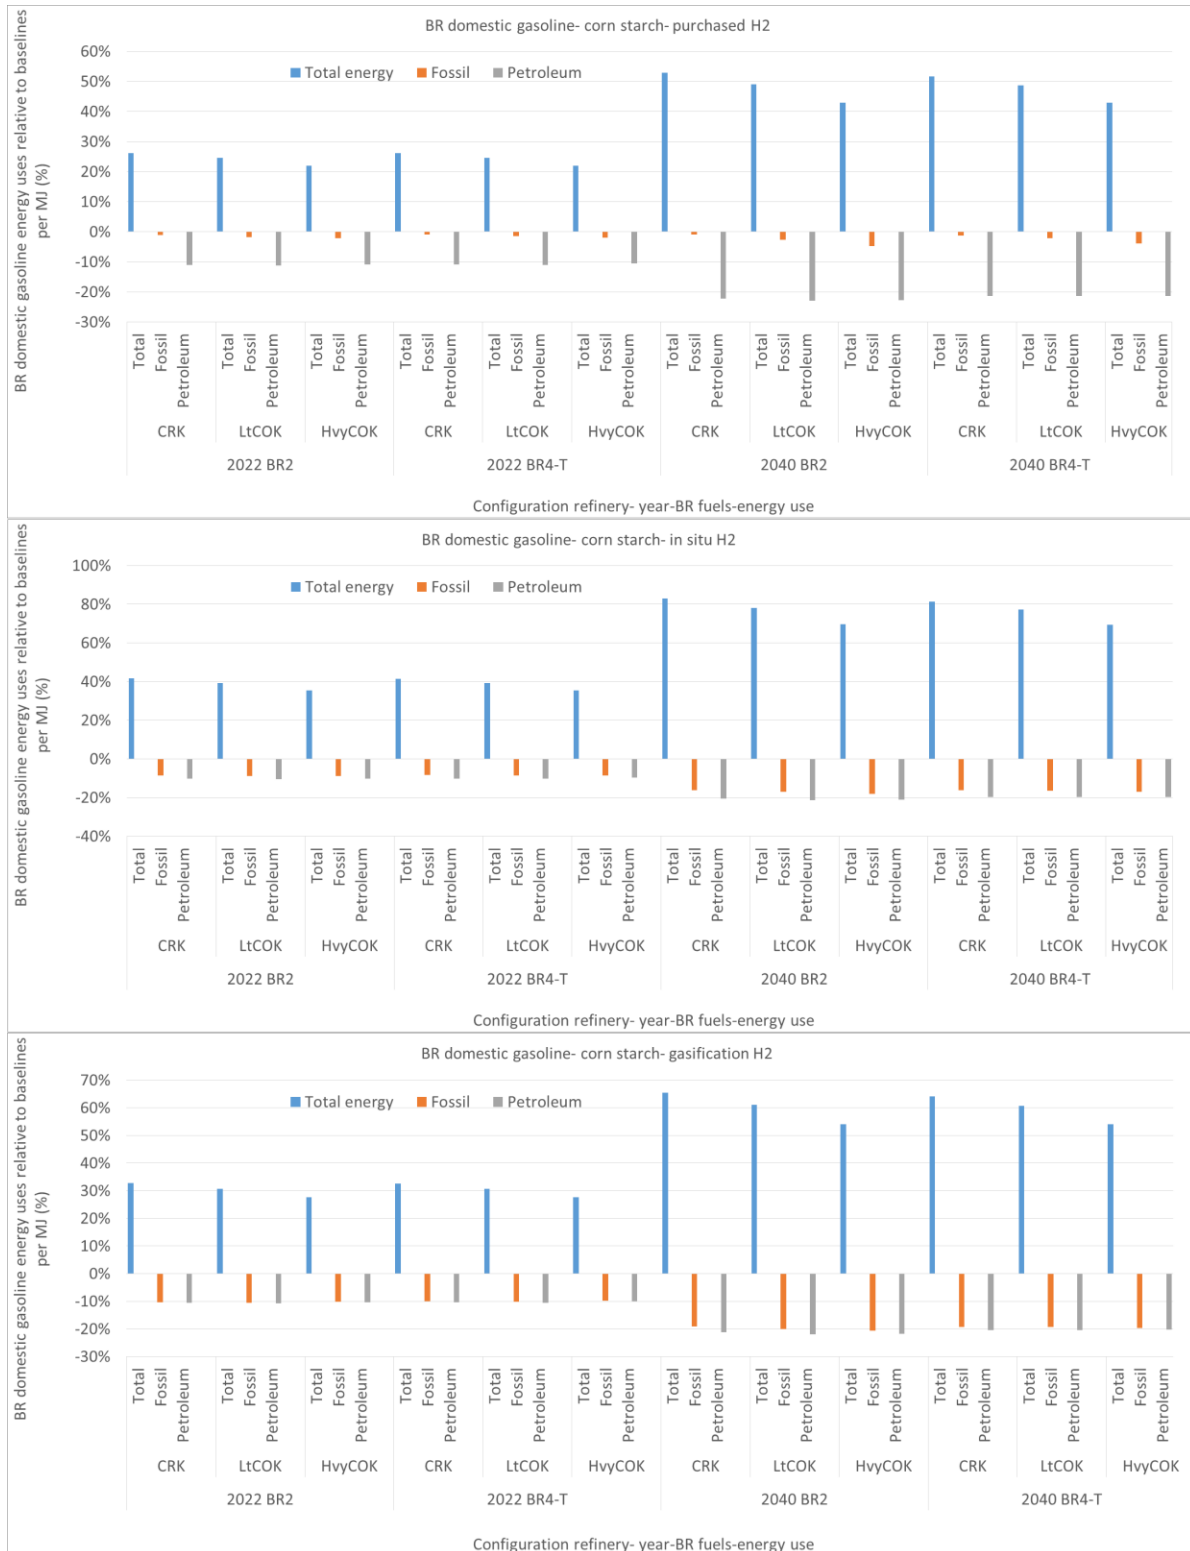 BR domestic gasoline- corn starch- purchased H2
BR domestic gasoline energy uses relative to baselines
per MJ (%)
60%
50%
40%
30%
20%
10%
0%
-10%
-20%
-30%
Total energy Fossil Petroleum
Total Fossil Petroleum Total Fossil Petroleum Total Fossil Petroleum Total Fossil Petroleum Total Fossil Petroleum Total Fossil Petroleum Total Fossil Petroleum Total Fossil Petroleum Total Fossil Petroleum Total Fossil Petroleum Total Fossil Petroleum Total Fossil Petroleum
CRK LtCOK HvyCOK CRK LtCOK HvyCOK CRK LtCOK HvyCOK CRK LtCOK HvyCOK
2022 BR2 2022 BR4-T 2040 BR2 2040 BR4-T
Configuration refinery- year-BR fuels-energy use
BR domestic gasoline- corn starch- in situ H2
BR domestic gasoline energy uses relative to baselines
per MJ (%)
100%
80%
60%
40%
20%
0%
-20%
-40%
Total energy Fossil Petroleum
Total Fossil Petroleum Total Fossil Petroleum Total Fossil Petroleum Total Fossil Petroleum Total Fossil Petroleum Total Fossil Petroleum Total Fossil Petroleum Total Fossil Petroleum Total Fossil Petroleum Total Fossil Petroleum Total Fossil Petroleum Total Fossil Petroleum
CRK LtCOK HvyCOK CRK LtCOK HvyCOK CRK LtCOK HvyCOK CRK LtCOK HvyCOK
2022 BR2 2022 BR4-T 2040 BR2 2040 BR4-T
Configuration refinery- year-BR fuels-energy use
BR domestic gasoline- corn starch- gasification H2
BR domestic gasoline energy uses relative to baselines
per MJ (%)
70%
60%
50%
40%
30%
20%
10%
0%
-10%
-20%
-30%
Total energy Fossil Petroleum
Total Fossil Petroleum Total Fossil Petroleum Total Fossil Petroleum Total Fossil Petroleum Total Fossil Petroleum Total Fossil Petroleum Total Fossil Petroleum Total Fossil Petroleum Total Fossil Petroleum Total Fossil Petroleum Total Fossil Petroleum Total Fossil Petroleum
CRK LtCOK HvyCOK CRK LtCOK HvyCOK CRK LtCOK HvyCOK CRK LtCOK HvyCOK
2022 BR2 2022 BR4-T 2040 BR2 2040 BR4-T
Configuration refinery- year-BR fuels-energy use